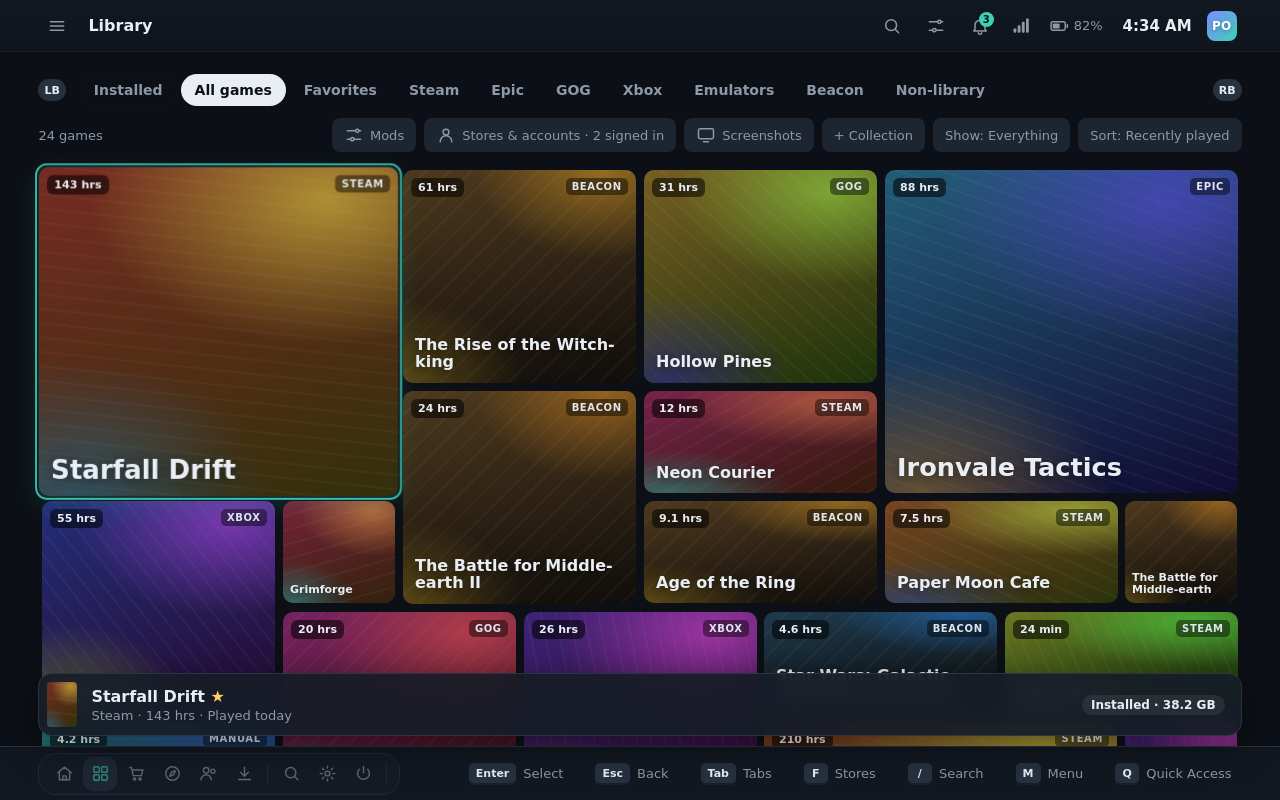 Library
3
82%
4:34 AM
PO
LB
Installed
All games
Favorites
Steam
Epic
GOG
Xbox
Emulators
Beacon
Non-library
RB
24 games
Mods
Stores & accounts · 2 signed in
Screenshots
+ Collection
Show: Everything
Sort: Recently played
143 hrs
STEAM
Starfall Drift
61 hrs
BEACON
The Rise of the Witch-
king
31 hrs
GOG
Hollow Pines
88 hrs
EPIC
Ironvale Tactics
24 hrs
BEACON
The Battle for Middle-
earth II
12 hrs
STEAM
Neon Courier
55 hrs
XBOX
Grimforge
9.1 hrs
BEACON
Age of the Ring
7.5 hrs
STEAM
Paper Moon Cafe
The Battle for
Middle-earth
20 hrs
GOG
26 hrs
XBOX
4.6 hrs
BEACON
Star Wars: Galactic
24 min
STEAM
Starfall Drift ★
Steam · 143 hrs · Played today
Installed · 38.2 GB
4.2 hrs
MANUAL
210 hrs
STEAM
Enter Select
Esc Back
Tab Tabs
F Stores
/ Search
M Menu
Q Quick Access